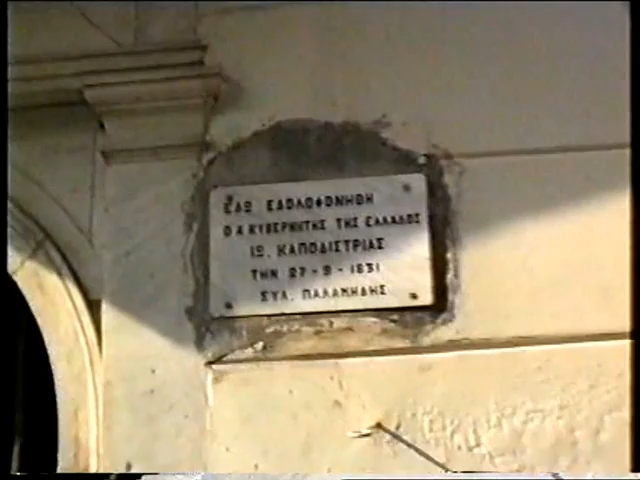 ΕΔΩ ΕΔΟΛΟΦΟΝΗΘΗ
Ο Α ΚΥΒΕΡΝΗΤΗΣ ΤΗΣ ΕΛΛΑΔΟΣ
ΙΩ. ΚΑΠΟΔΙΣΤΡΙΑΣ
ΤΗΝ 27-9-1831
ΣΥΛ. ΠΑΛΑΜΗΔΗΣ